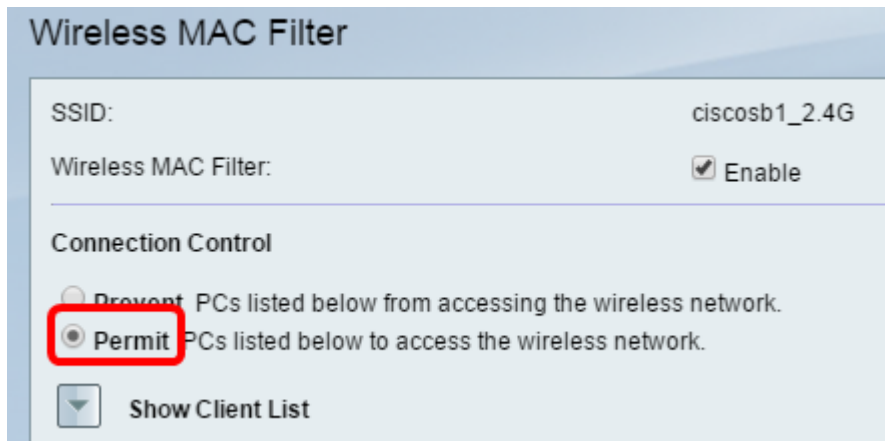 Wireless MAC Filter
SSID: ciscosb1_2.4G
Wireless MAC Filter: Enable
Connection Control
Prevent PCs listed below from accessing the wireless network.
Permit PCs listed below to access the wireless network.
Show Client List